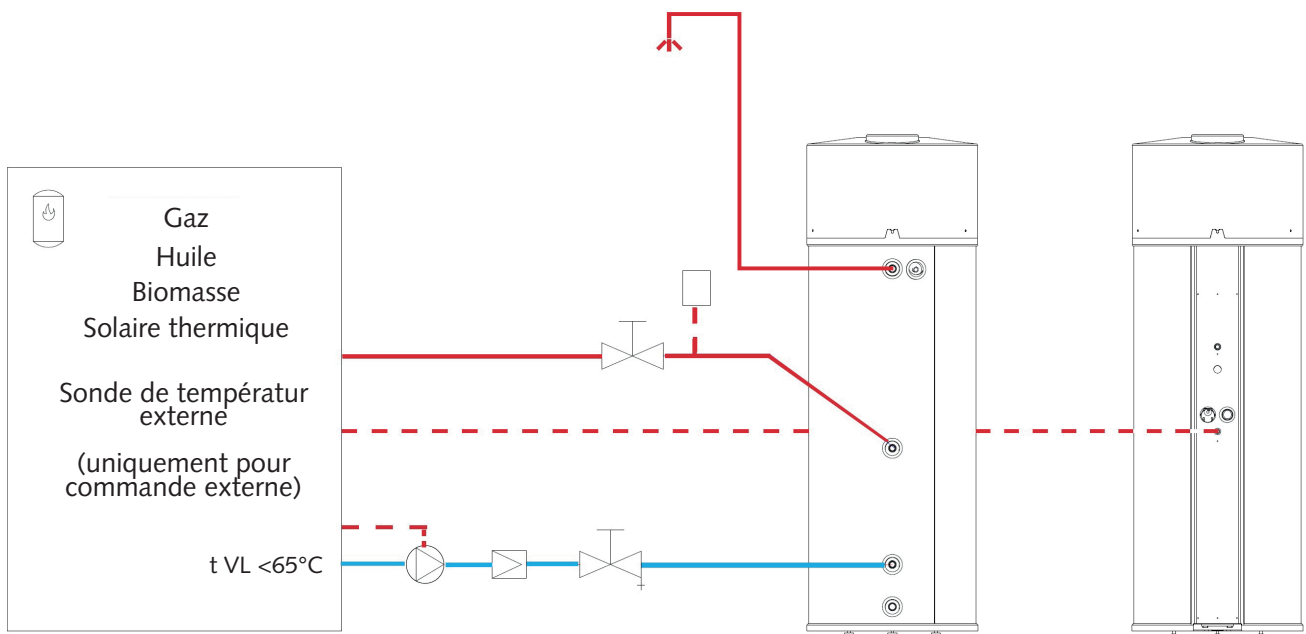 Gaz
Huile
Biomasse
Solaire thermique
Sonde de températur
externe
(uniquement pour
commande externe)
t VL <65°C